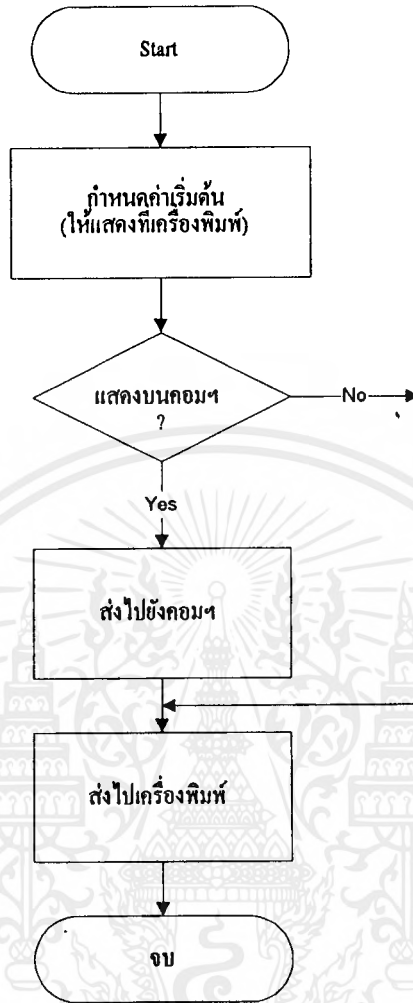 Start
กำหนดค่าเริ่มต้น
(ให้แสดงที่เครื่องพิมพ์)
แสดงบนคอมฯ
?
No
Yes
ส่งไปยังคอมฯ
ส่งไปเครื่องพิมพ์
จบ